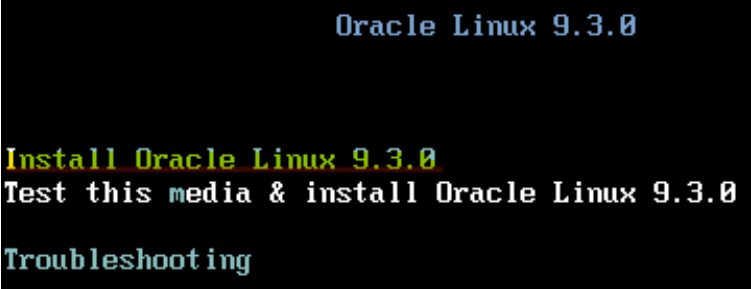 Oracle Linux 9.3.0
Install Oracle Linux 9.3.0
Test this media & install Oracle Linux 9.3.0
Troubleshooting